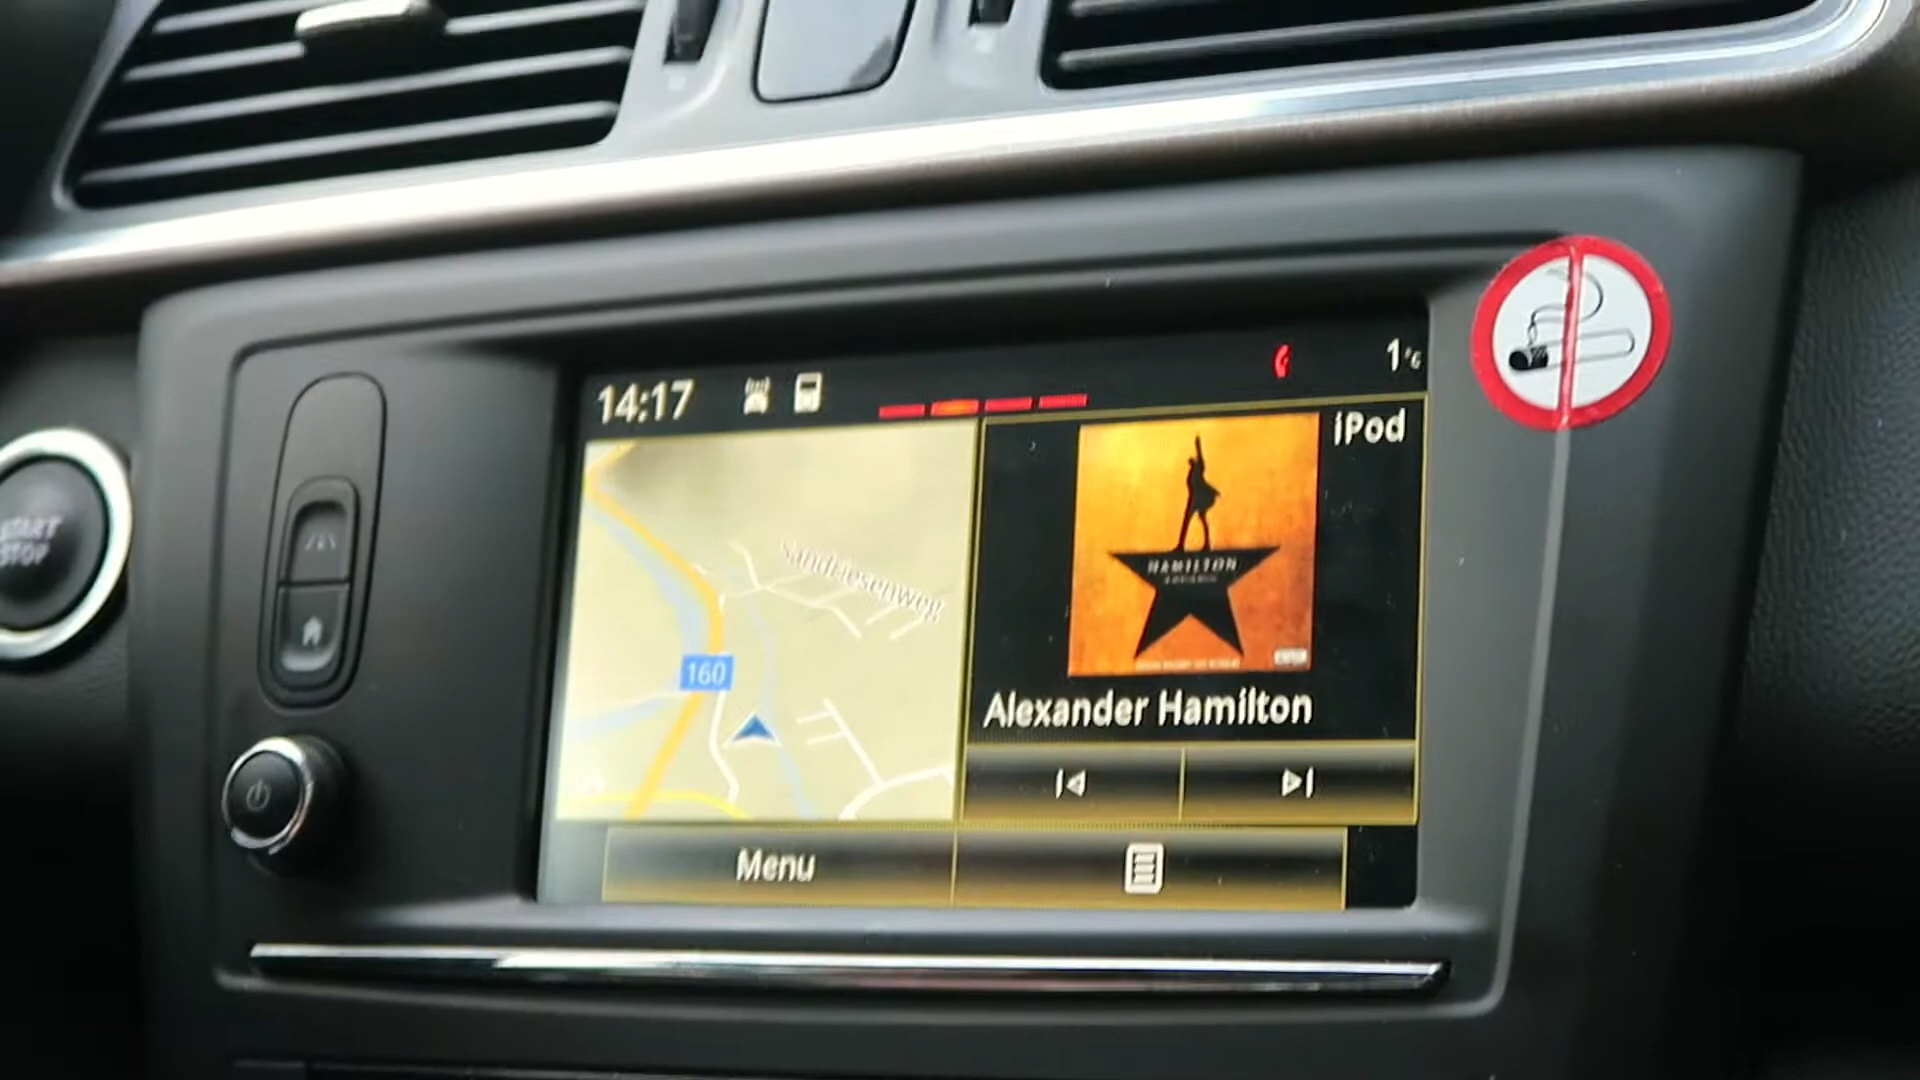 START
STOP
14:17
1°C
iPod
160
HAMILTON
Alexander Hamilton
Menu